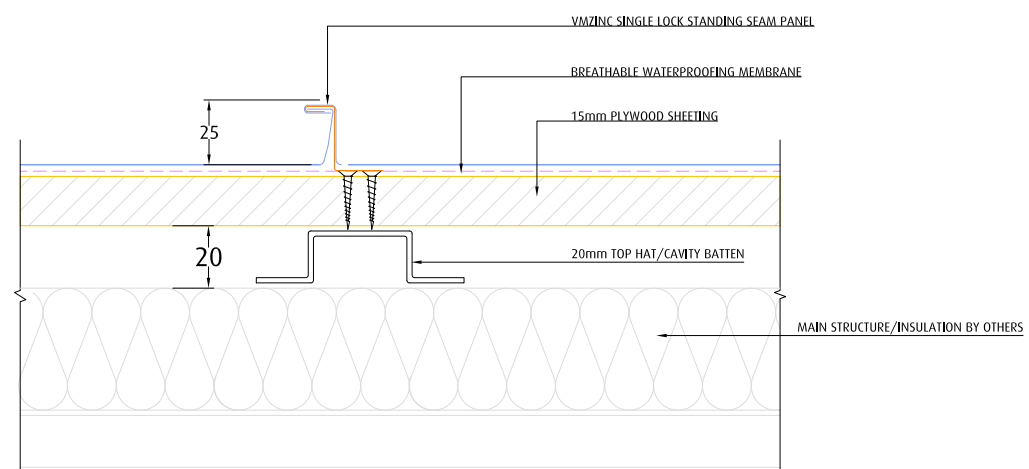 VMZINC SINGLE LOCK STANDING SEAM PANEL
BREATHABLE WATERPROOFING MEMBRANE
15mm PLYWOOD SHEETING
25
20
20mm TOP HAT/CAVITY BATTEN
MAIN STRUCTURE/INSULATION BY OTHERS